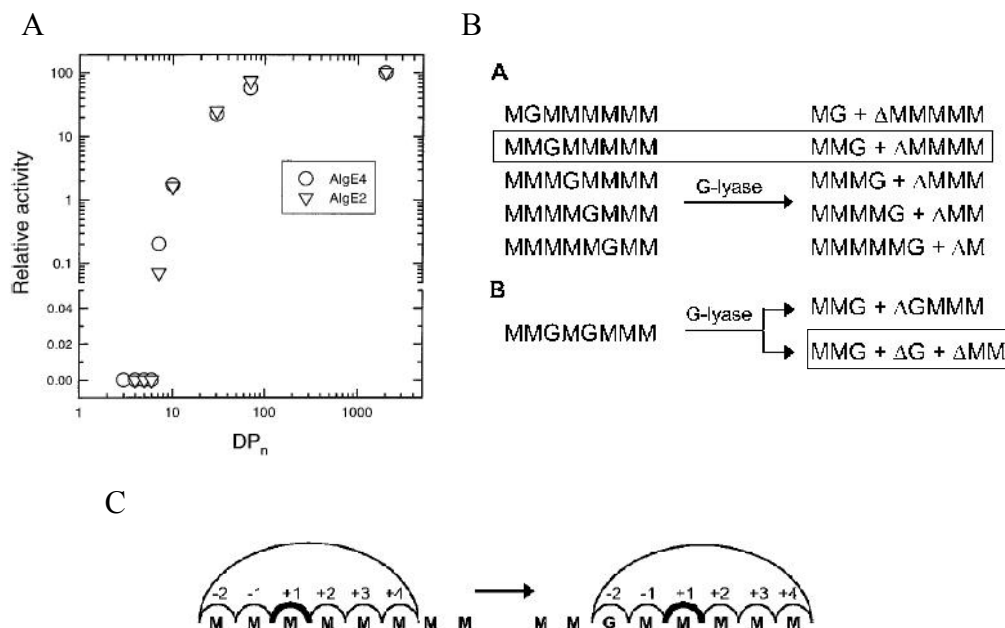 A
B
100
10
1
0.1
0.04
0.02
0.00
1
10
100
1000
Relative activity
DPn
AlgE4
AlgE2
A
MGMMMMMM
MG + ΔMMMMM
MMGMMMMM
MMG + ΔMMMM
MMMGMMMM
G-lyase
MMMG + ΔMMM
MMMMGMMM
MMMMG + ΔMM
MMMMMGMM
MMMMMG + ΔM
B
MMGMGMMM
G-lyase
MMG + ΔGMMM
MMG + ΔG + ΔMM
C
-2 -1 +1 +2 +3 +4
M M M M M M M M
-2 -1 +1 +2 +3 +4
M M G M M M M M